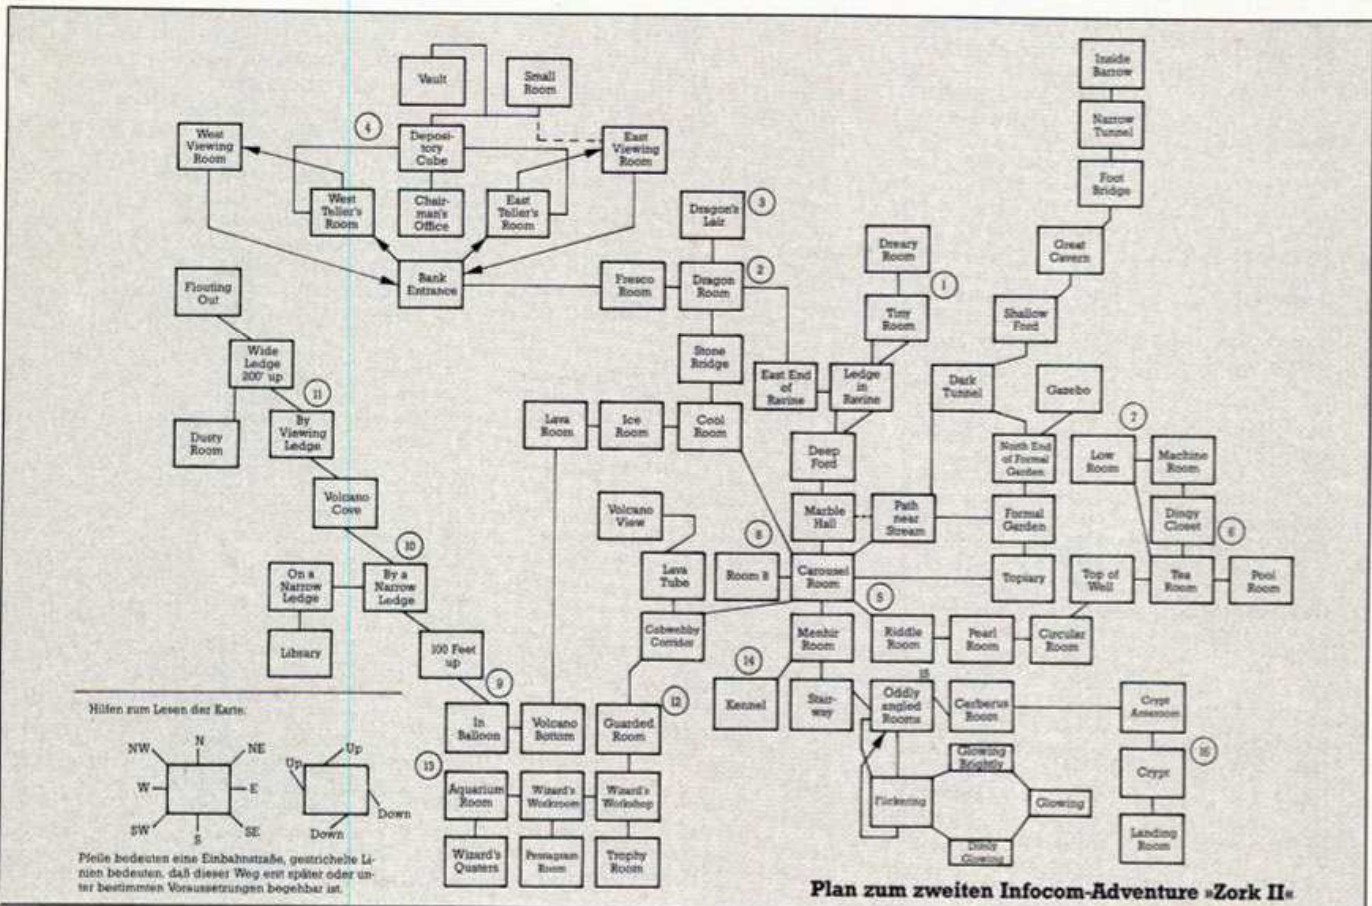 Inside
Barrow
Vault
Small
Room
Narrow
Tunnel
4
West
Viewing
Room
Deposi-
tory
Cube
East
Viewing
Room
Foot
Bridge
West
Teller's
Room
Chair-
man's
Office
East
Teller's
Room
Dragon's
Lair
3
Dreary
Room
Great
Cavern
Bank
Entrance
Fresco
Room
Dragon
Room
2
1
Flouting
Out
Tiny
Room
Shallow
Ford
Wide
Ledge
200' up
Stone
Bridge
East End
of
Ravine
Ledge
in
Ravine
Dark
Tunnel
Gazebo
11
By
Viewing
Ledge
Dusty
Room
Lava
Room
Ice
Room
Cool
Room
7
Deep
Ford
North End
of Formal
Garden
Low
Room
Machine
Room
Volcano
Cove
Volcano
View
Marble
Hall
Path
near
Stream
Formal
Garden
Dingy
Closet
6
10
8
On a
Narrow
Ledge
By a
Narrow
Ledge
Lava
Tube
Room 8
Carousel
Room
Topiary
Top of
Well
Tea
Room
Pool
Room
5
Library
100 Feet
up
Cobwebby
Corridor
Menhir
Room
Riddle
Room
Pearl
Room
Circular
Room
14
9
12
15
Kennel
Stair-
way
Oddly
angled
Rooms
Cerberus
Room
Crypt
Anteroom
In
Balloon
Volcano
Bottom
Guarded
Room
Glowing
Brightly
16
Crypt
13
Aquarium
Room
Wizard's
Workroom
Wizard's
Workshop
Flickering
Glowing
Landing
Room
Dimly
Glowing
Wizard's
Qusters
Pentagram
Room
Trophy
Room
Hilfen zum Lesen der Karte:
N
NW
NE
W
E
SW
S
SE
Up
Up
Down
Down
Pfeile bedeuten eine Einbahnstraße, gestrichelte Li-
nien bedeuten, daß dieser Weg erst später oder un-
ter bestimmten Voraussetzungen begehbar ist.
Plan zum zweiten Infocom-Adventure »Zork II«